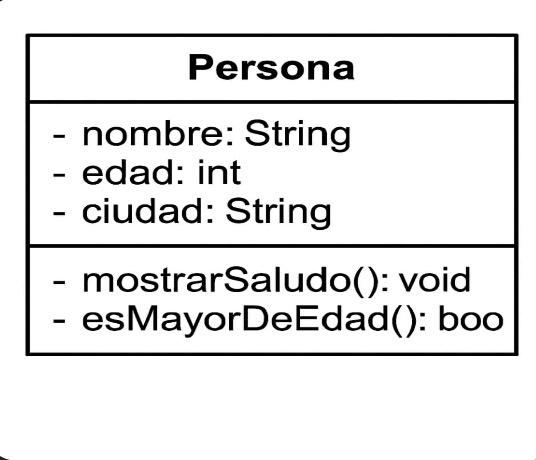 Persona
- nombre: String
- edad: int
- ciudad: String
- mostrarSaludo(): void
- esMayorDeEdad(): boo